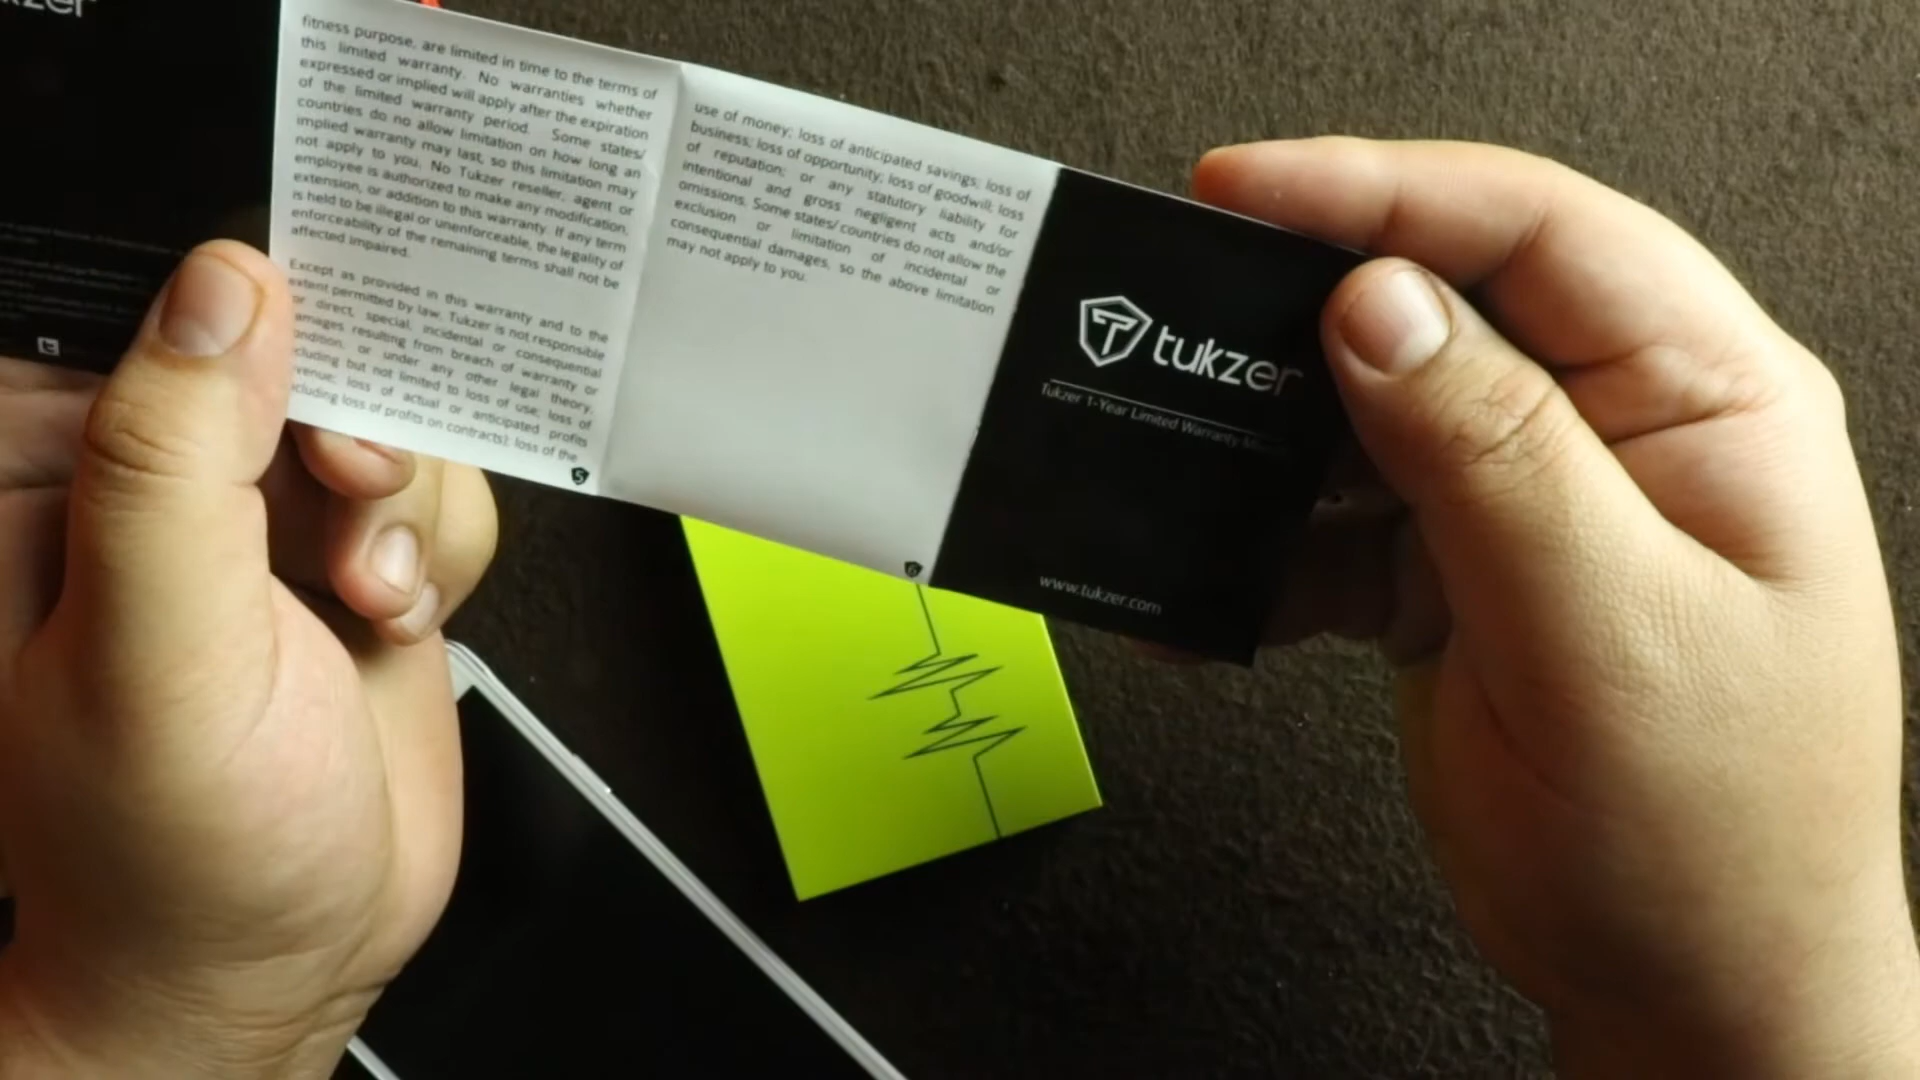 fitness purpose, are limited in time to the terms of
this limited warranty. No warranties whether
expressed or implied will apply after the expiration
of the limited warranty period. Some states/
countries do no allow limitation on how long an
implied warranty may last, so this limitation may
not apply to you. No Tukzer reseller, agent or
employee is authorized to make any modification,
extension, or addition to this warranty. If any term
is held to be illegal or unenforceable, the legality of
enforceability of the remaining terms shall not be
affected impaired.
Except as provided in this warranty and to the
extent permitted by law. Tukzer is not responsible
or direct, special, incidental or consequential
amages resulting from breach of warranty or
ondition, or under any other legal theory,
cluding but not limited to loss of use; loss of
venue; loss of actual or anticipated profits
cluding loss of profits on contracts); loss of the
5
use of money; loss of anticipated savings; loss of
business; loss of opportunity; loss of goodwill; loss
of reputation; or any statutory liability for
intentional and gross negligent acts and/or
omissions. Some states/ countries do not allow the
exclusion or limitation of incidental or
consequential damages, so the above limitation
may not apply to you.
6
tukzer
Tukzer 1-Year Limited Warranty
www.tukzer.com